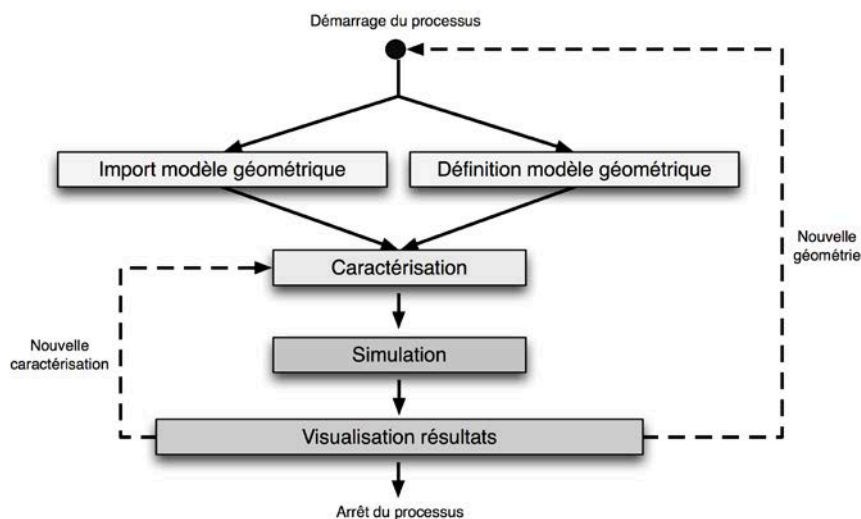 Démarrage du processus
Import modèle géométrique
Définition modèle géométrique
Caractérisation
Nouvelle
géométrie
Nouvelle
caractérisation
Simulation
Visualisation résultats
Arrêt du processus